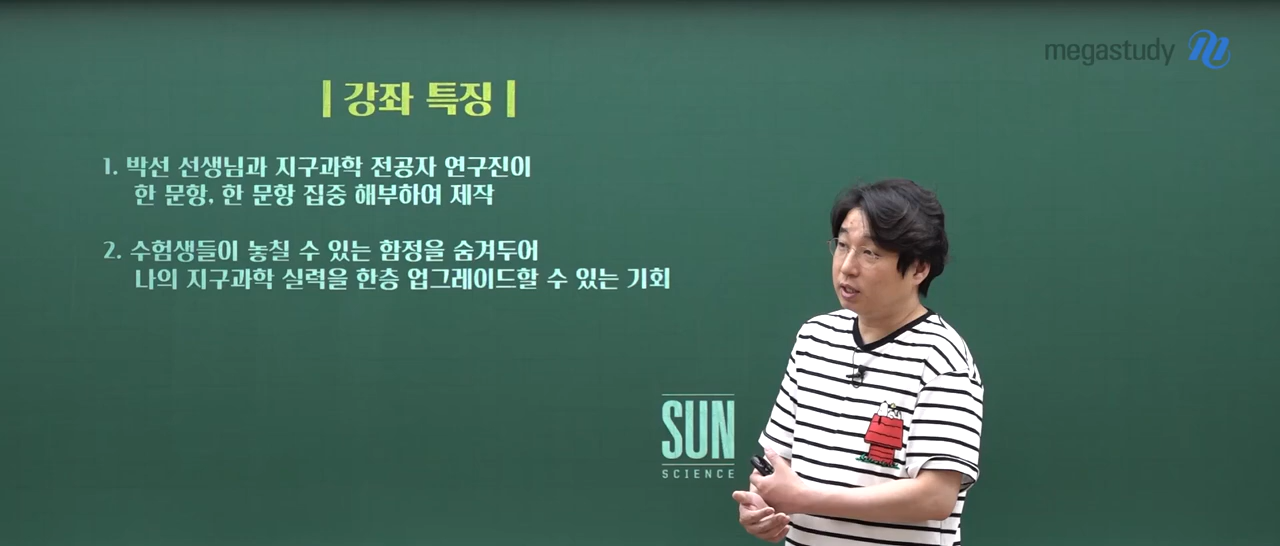 megastudy
| 강좌 특징 |
1. 박선 선생님과 지구과학 전공자 연구진이
한 문항, 한 문항 집중 해부하여 제작
2. 수험생들이 놓칠 수 있는 함정을 숨겨두어
나의 지구과학 실력을 한층 업그레이드할 수 있는 기회
SUN
SCIENCE